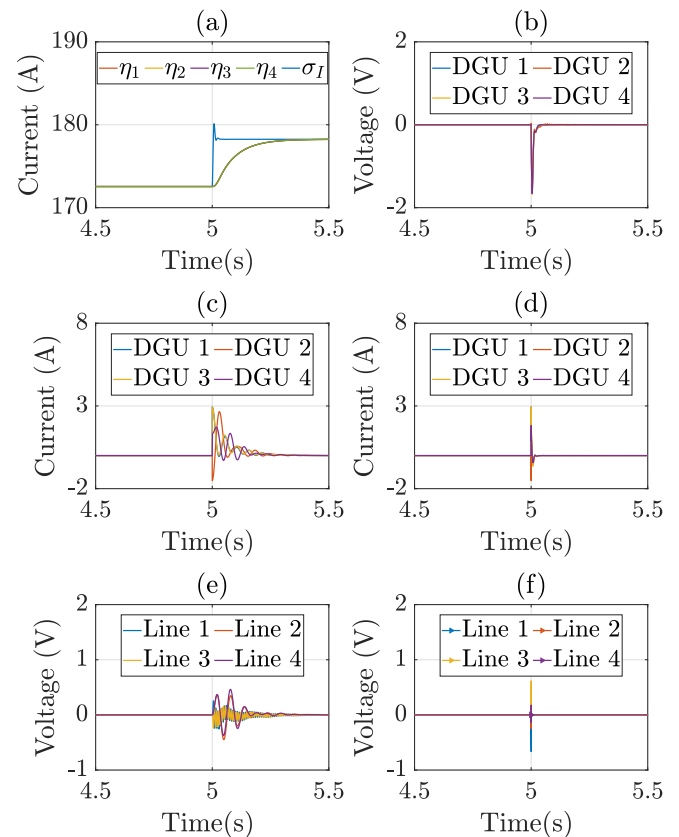 (a)
190
η1 η2 η3 η4 σI
180
170
4.5 5 5.5
Current (A)
Time(s)
(b)
2
DGU 1 DGU 2
DGU 3 DGU 4
0
-2
4.5 5 5.5
Voltage (V)
Time(s)
(c)
8
DGU 1 DGU 2
DGU 3 DGU 4
3
-2
4.5 5 5.5
Current (A)
Time(s)
(d)
8
DGU 1 DGU 2
DGU 3 DGU 4
3
-2
4.5 5 5.5
Current (A)
Time(s)
(e)
2
Line 1 Line 2
Line 3 Line 4
1
0
-1
4.5 5 5.5
Voltage (V)
Time(s)
(f)
2
Line 1 Line 2
Line 3 Line 4
1
0
-1
4.5 5 5.5
Voltage (V)
Time(s)